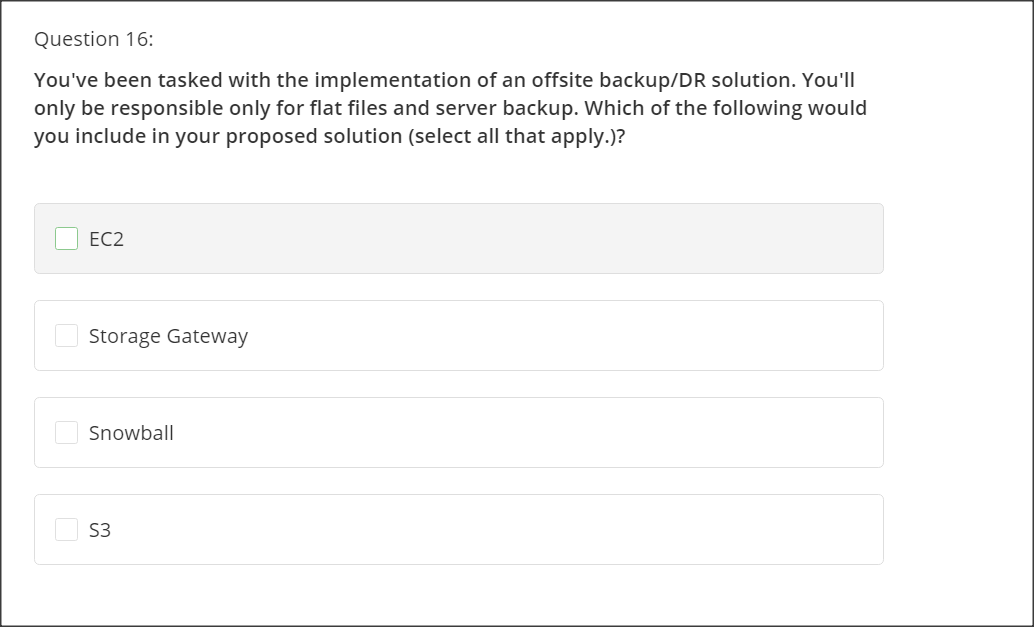 Question 16:
You've been tasked with the implementation of an offsite backup/DR solution. You'll
only be responsible only for flat files and server backup. Which of the following would
you include in your proposed solution (select all that apply.)?
EC2
Storage Gateway
Snowball
S3